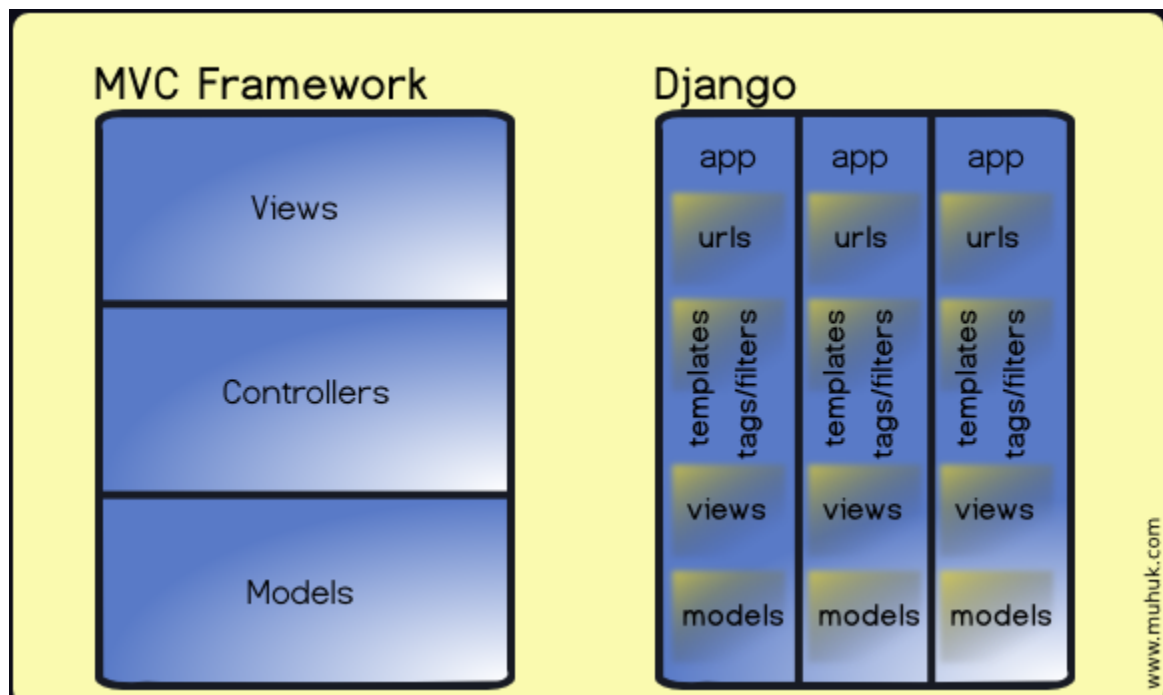 MVC Framework
Views
Controllers
Models
Django
app
urls
templates
tags/filters
views
models
app
urls
templates
tags/filters
views
models
app
urls
templates
tags/filters
views
models
www.muhuk.com